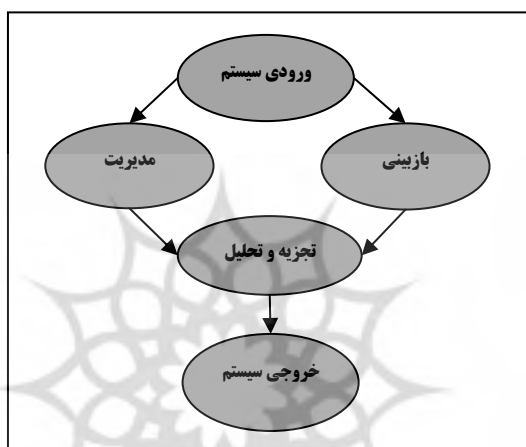 ورودی سیستم
بازبینی
مدیریت
تجزیه و تحلیل
خروجی سیستم